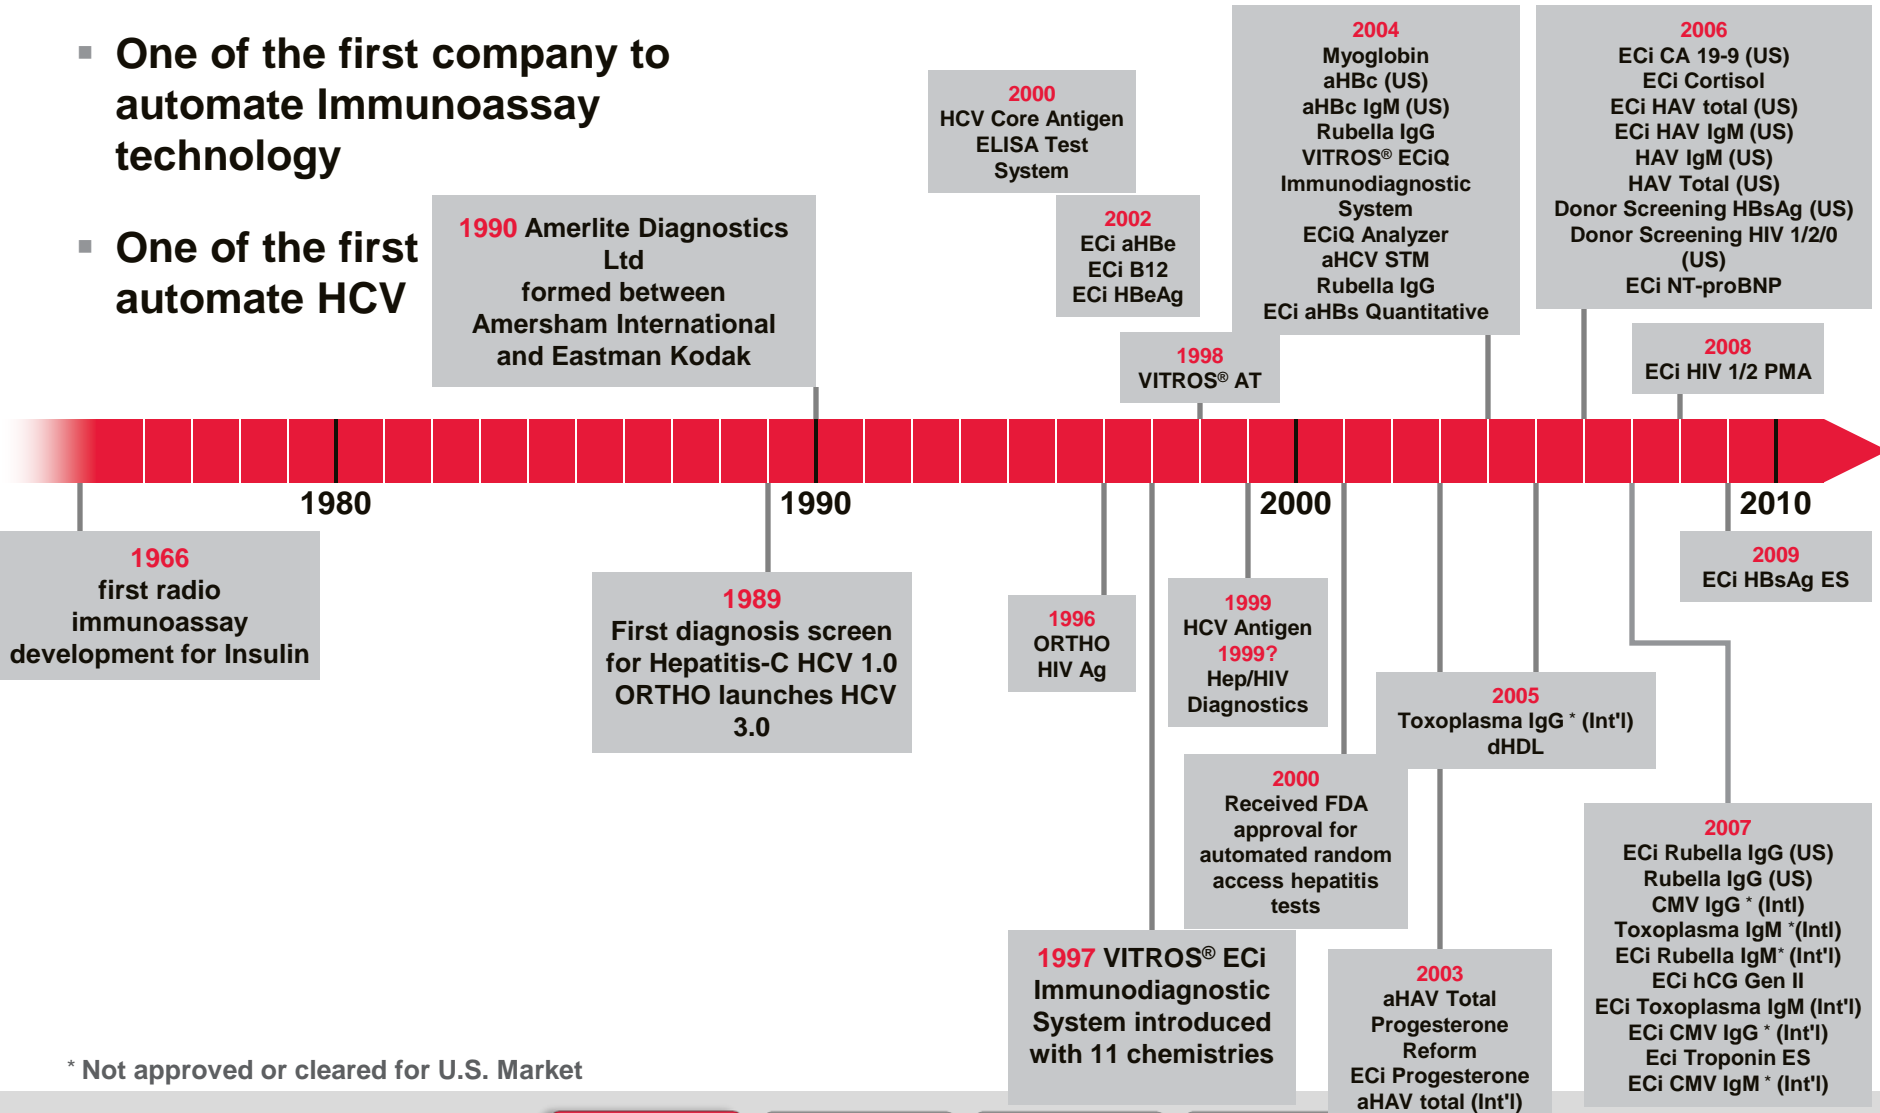 One of the first company to
automate Immunoassay
technology
One of the first
automate HCV
1990 Amerlite Diagnostics
Ltd
formed between
Amersham International
and Eastman Kodak
2000
HCV Core Antigen
ELISA Test
System
2002
ECi aHBe
ECi B12
ECi HBeAg
1998
VITROS® AT
2004
Myoglobin
aHBc (US)
aHBc IgM (US)
Rubella IgG
VITROS® ECiQ
Immunodiagnostic
System
ECiQ Analyzer
aHCV STM
Rubella IgG
ECi aHBs Quantitative
2006
ECi CA 19-9 (US)
ECi Cortisol
ECi HAV total (US)
ECi HAV IgM (US)
HAV IgM (US)
HAV Total (US)
Donor Screening HBsAg (US)
Donor Screening HIV 1/2/0
(US)
ECi NT-proBNP
2008
ECi HIV 1/2 PMA
1980
1990
2000
2010
1966
first radio
immunoassay
development for Insulin
1989
First diagnosis screen
for Hepatitis-C HCV 1.0
ORTHO launches HCV
3.0
1996
ORTHO
HIV Ag
1999
HCV Antigen
1999?
Hep/HIV
Diagnostics
2009
ECi HBsAg ES
2005
Toxoplasma IgG * (Int'l)
dHDL
2000
Received FDA
approval for
automated random
access hepatitis
tests
1997 VITROS® ECi
Immunodiagnostic
System introduced
with 11 chemistries
2003
aHAV Total
Progesterone
Reform
ECi Progesterone
aHAV total (Int'l)
2007
ECi Rubella IgG (US)
Rubella IgG (US)
CMV IgG * (Intl)
Toxoplasma IgM *(Intl)
ECi Rubella IgM* (Int'l)
ECi hCG Gen II
ECi Toxoplasma IgM (Int'l)
ECi CMV IgG * (Int'l)
Eci Troponin ES
ECi CMV IgM * (Int'l)
* Not approved or cleared for U.S. Market